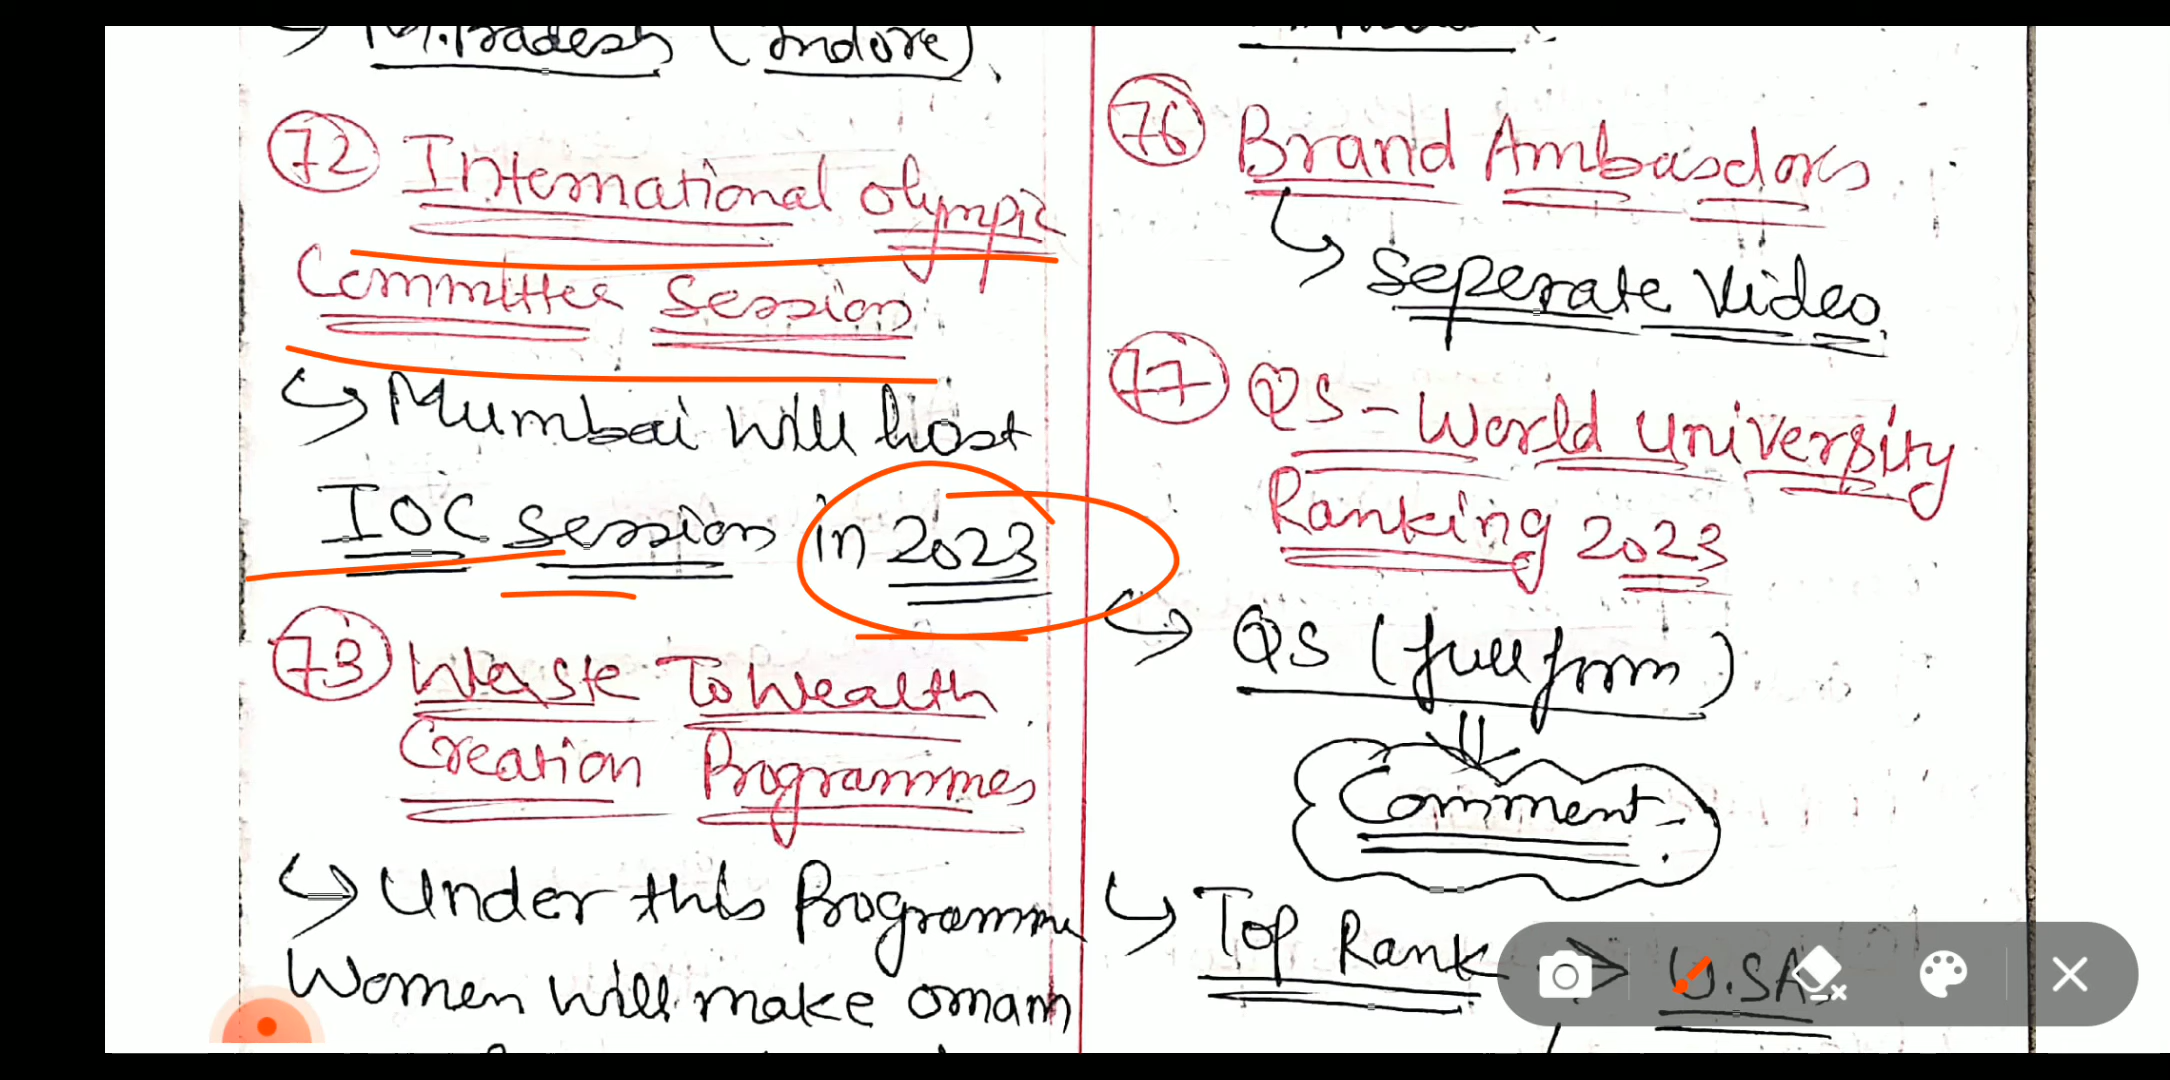 M.Pradesh (Indore).
72 International Olympic
Committee Session
Mumbai will host
IOC Session in 2023
73 Waste To Wealth
Creation Programmes
Under this Programme
Women will make
76 Brand Ambasdors
Seperate Video.
77 QS-World University
Ranking 2023
QS (full form)
Comment
Top Rank → U.SA.